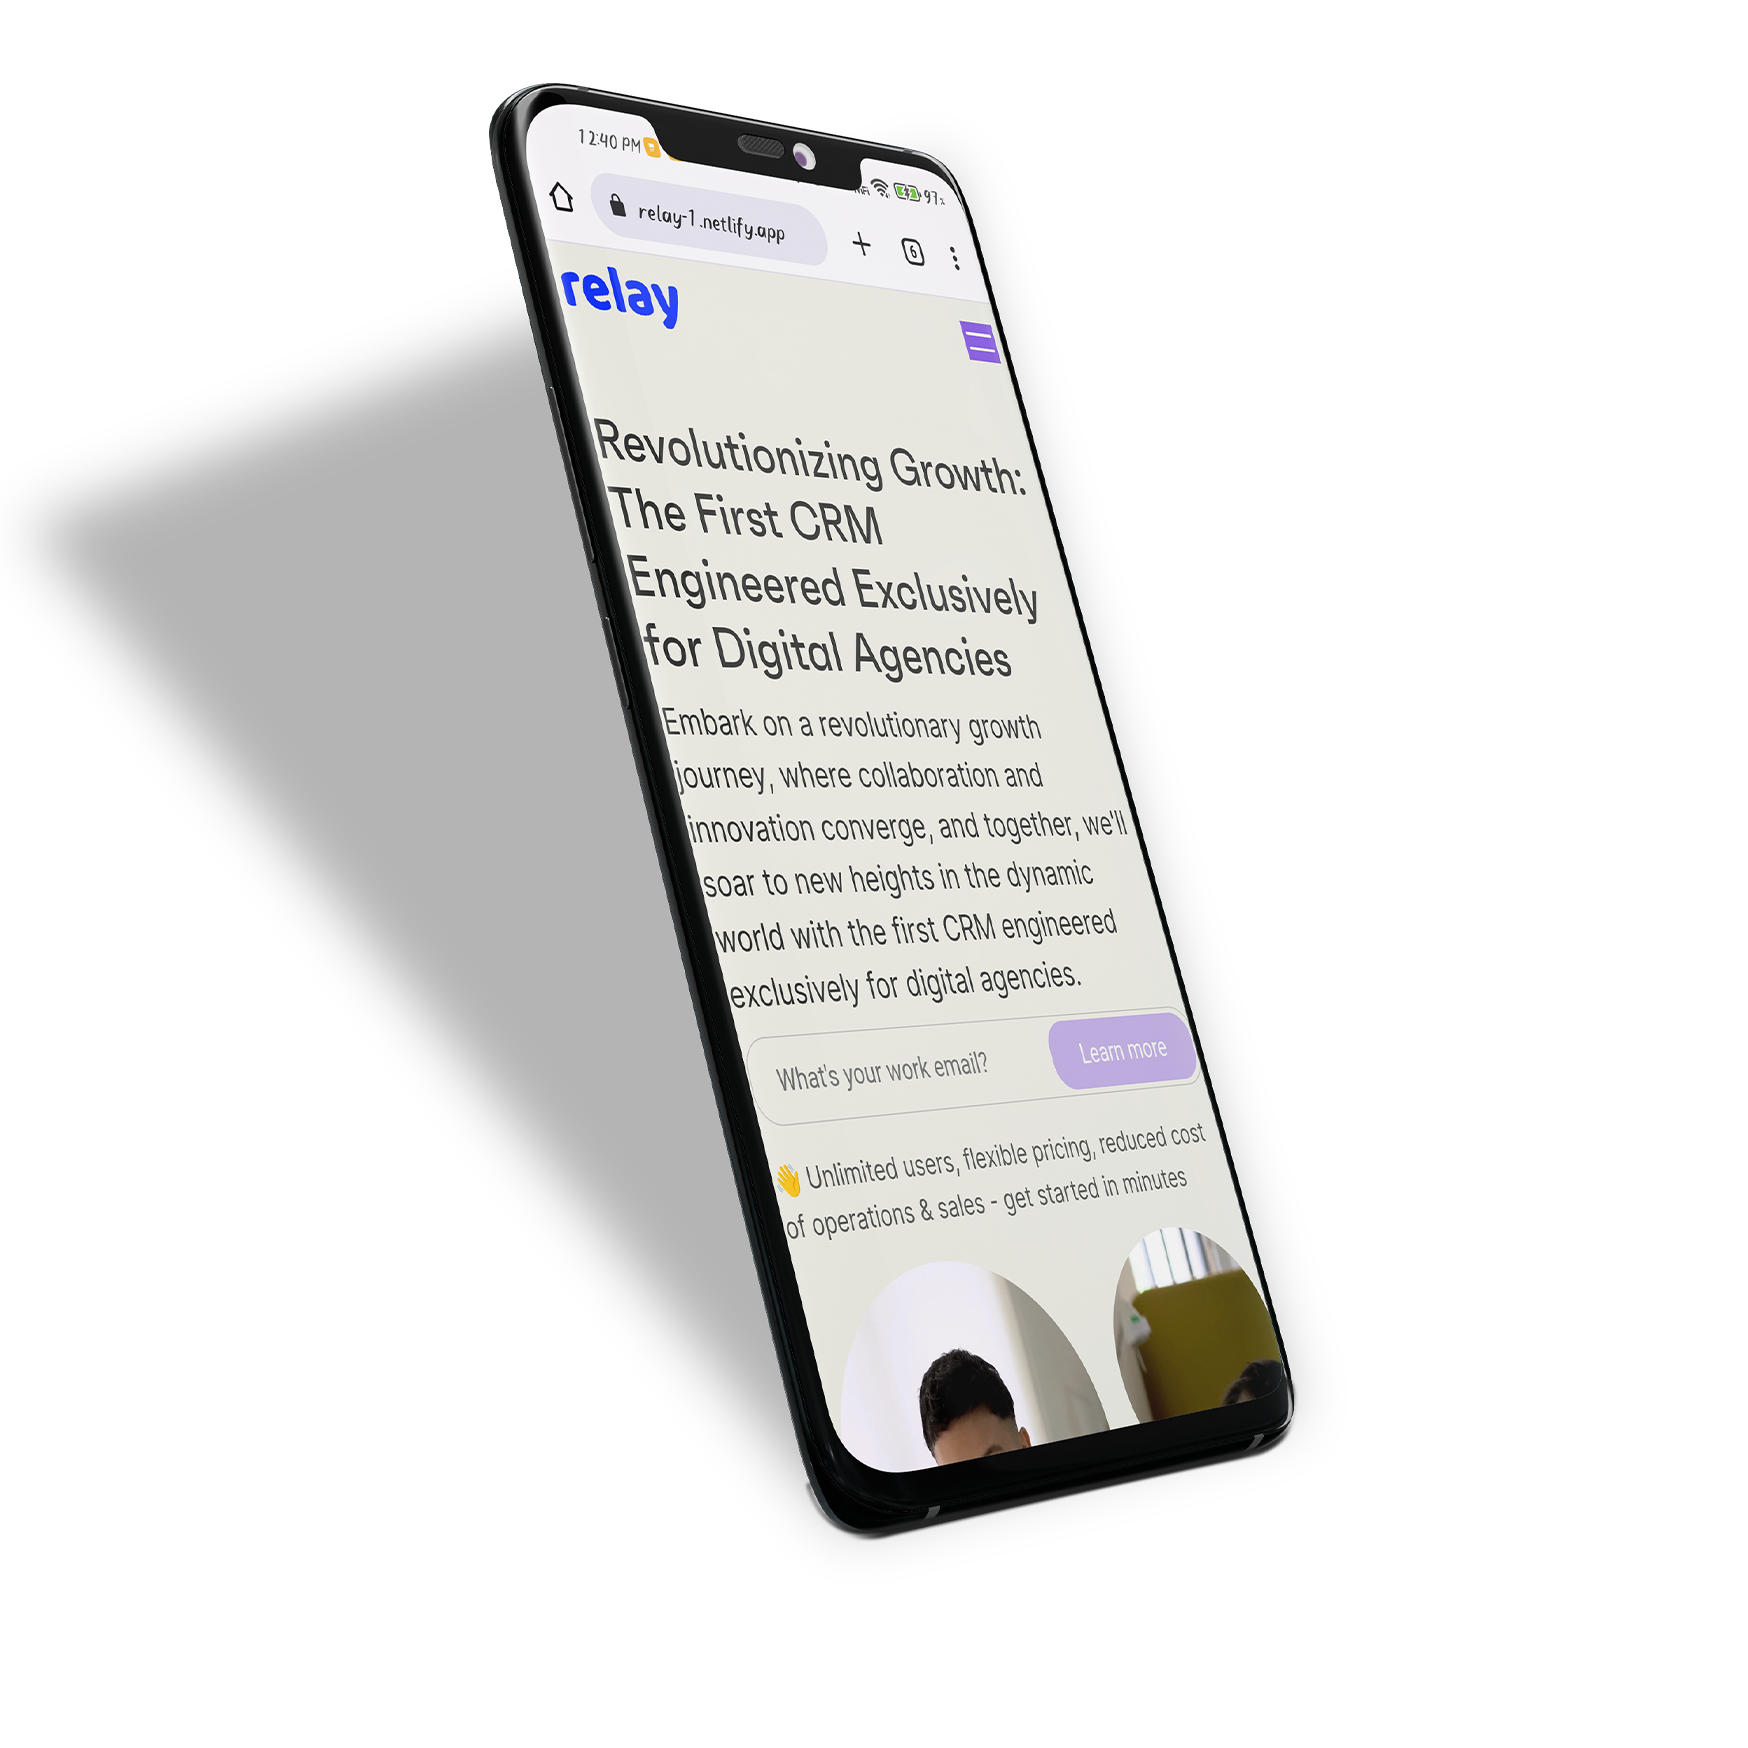 12:40 PM
97%
relay-1.netlify.app
6
relay
Revolutionizing Growth:
The First CRM
Engineered Exclusively
for Digital Agencies
Embark on a revolutionary growth
journey, where collaboration and
innovation converge, and together, we'll
soar to new heights in the dynamic
world with the first CRM engineered
exclusively for digital agencies.
What's your work email?
Learn more
👋 Unlimited users, flexible pricing, reduced cost
of operations & sales - get started in minutes